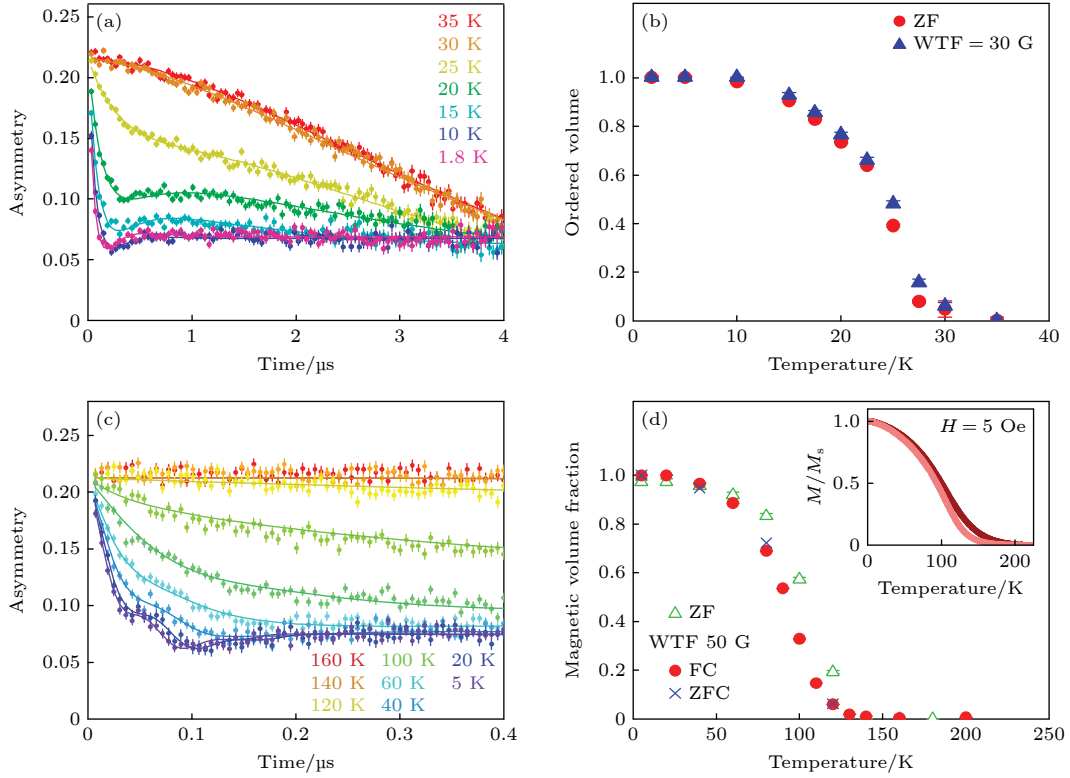 (a)
35 K
30 K
25 K
20 K
15 K
10 K
1.8 K
0.25
0.20
0.15
0.10
0.05
0
Asymmetry
0 1 2 3 4
Time/µs
(b)
ZF
WTF = 30 G
1.0
0.8
0.6
0.4
0.2
0
Ordered volume
0 10 20 30 40
Temperature/K
(c)
0.25
0.20
0.15
0.10
0.05
0
Asymmetry
160 K 100 K 20 K
140 K 60 K 5 K
120 K 40 K
0 0.1 0.2 0.3 0.4
Time/µs
(d)
1.0
0.8
0.6
0.4
0.2
0
Magnetic volume fraction
H = 5 Oe
1.0
0.5
0
M/Ms
0 100 200
Temperature/K
ZF
WTF 50 G
FC
ZFC
0 50 100 150 200 250
Temperature/K